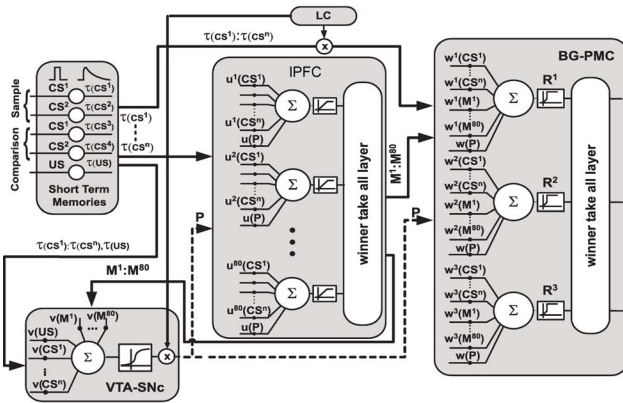 LC
τ(CS¹):τ(CSⁿ)
x
Sample
Comparison
CS¹ τ(CS¹)
CS² τ(CS²)
CS¹ τ(CS³)
CS² τ(CS⁴)
US τ(US)
Short Term
Memories
τ(CS¹)
τ(CSⁿ)
τ(CS¹):τ(CSⁿ),τ(US)
P
M¹:M⁸⁰
IPFC
u¹(CS¹)
u¹(CSⁿ)
u(P)
Σ
u²(CS¹)
u²(CSⁿ)
u(P)
Σ
u⁸⁰(CS¹)
u⁸⁰(CSⁿ)
u(P)
Σ
winner take all layer
M¹:M⁸⁰
P
BG-PMC
w¹(CS¹)
w¹(CSⁿ)
w¹(M¹)
w¹(M⁸⁰)
w(P)
Σ
R¹
w²(CS¹)
w²(CSⁿ)
w²(M¹)
w²(M⁸⁰)
w(P)
Σ
R²
w³(CS¹)
w³(CSⁿ)
w³(M¹)
w³(M⁸⁰)
w(P)
Σ
R³
winner take all layer
v(M¹) v(M⁸⁰)
v(US)
v(CS¹)
v(CSⁿ)
Σ
x
VTA-SNc